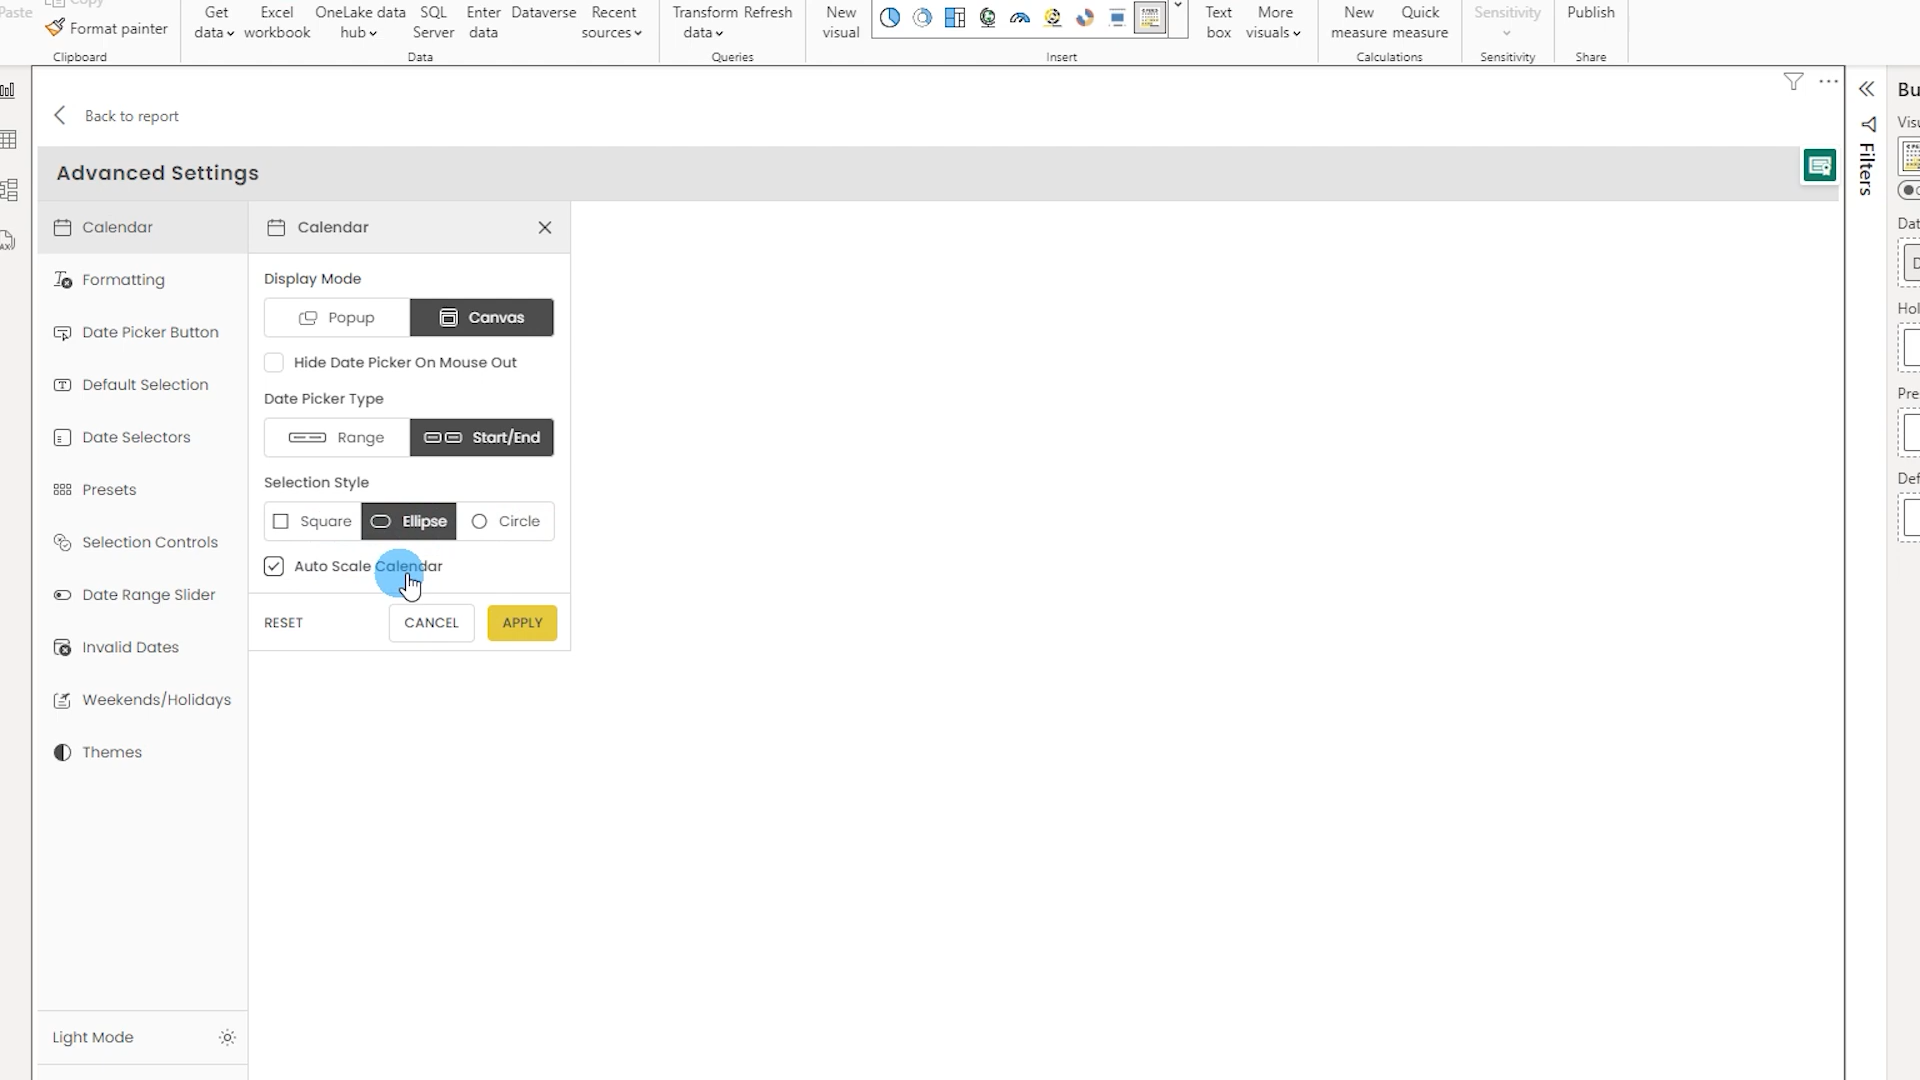 Paste
Copy
Format painter
Clipboard
Get data
Excel workbook
OneLake data hub
SQL Server
Enter data
Dataverse
Recent sources
Data
Transform data
Refresh
Queries
New visual
Text box
More visuals
Insert
New measure
Quick measure
Calculations
Sensitivity
Sensitivity
Publish
Share
Back to report
Advanced Settings
Calendar
Formatting
Date Picker Button
Default Selection
Date Selectors
Presets
Selection Controls
Date Range Slider
Invalid Dates
Weekends/Holidays
Themes
Light Mode
Calendar
Display Mode
Popup
Canvas
Hide Date Picker On Mouse Out
Date Picker Type
Range
Start/End
Selection Style
Square
Ellipse
Circle
Auto Scale Calendar
RESET
CANCEL
APPLY
Filters